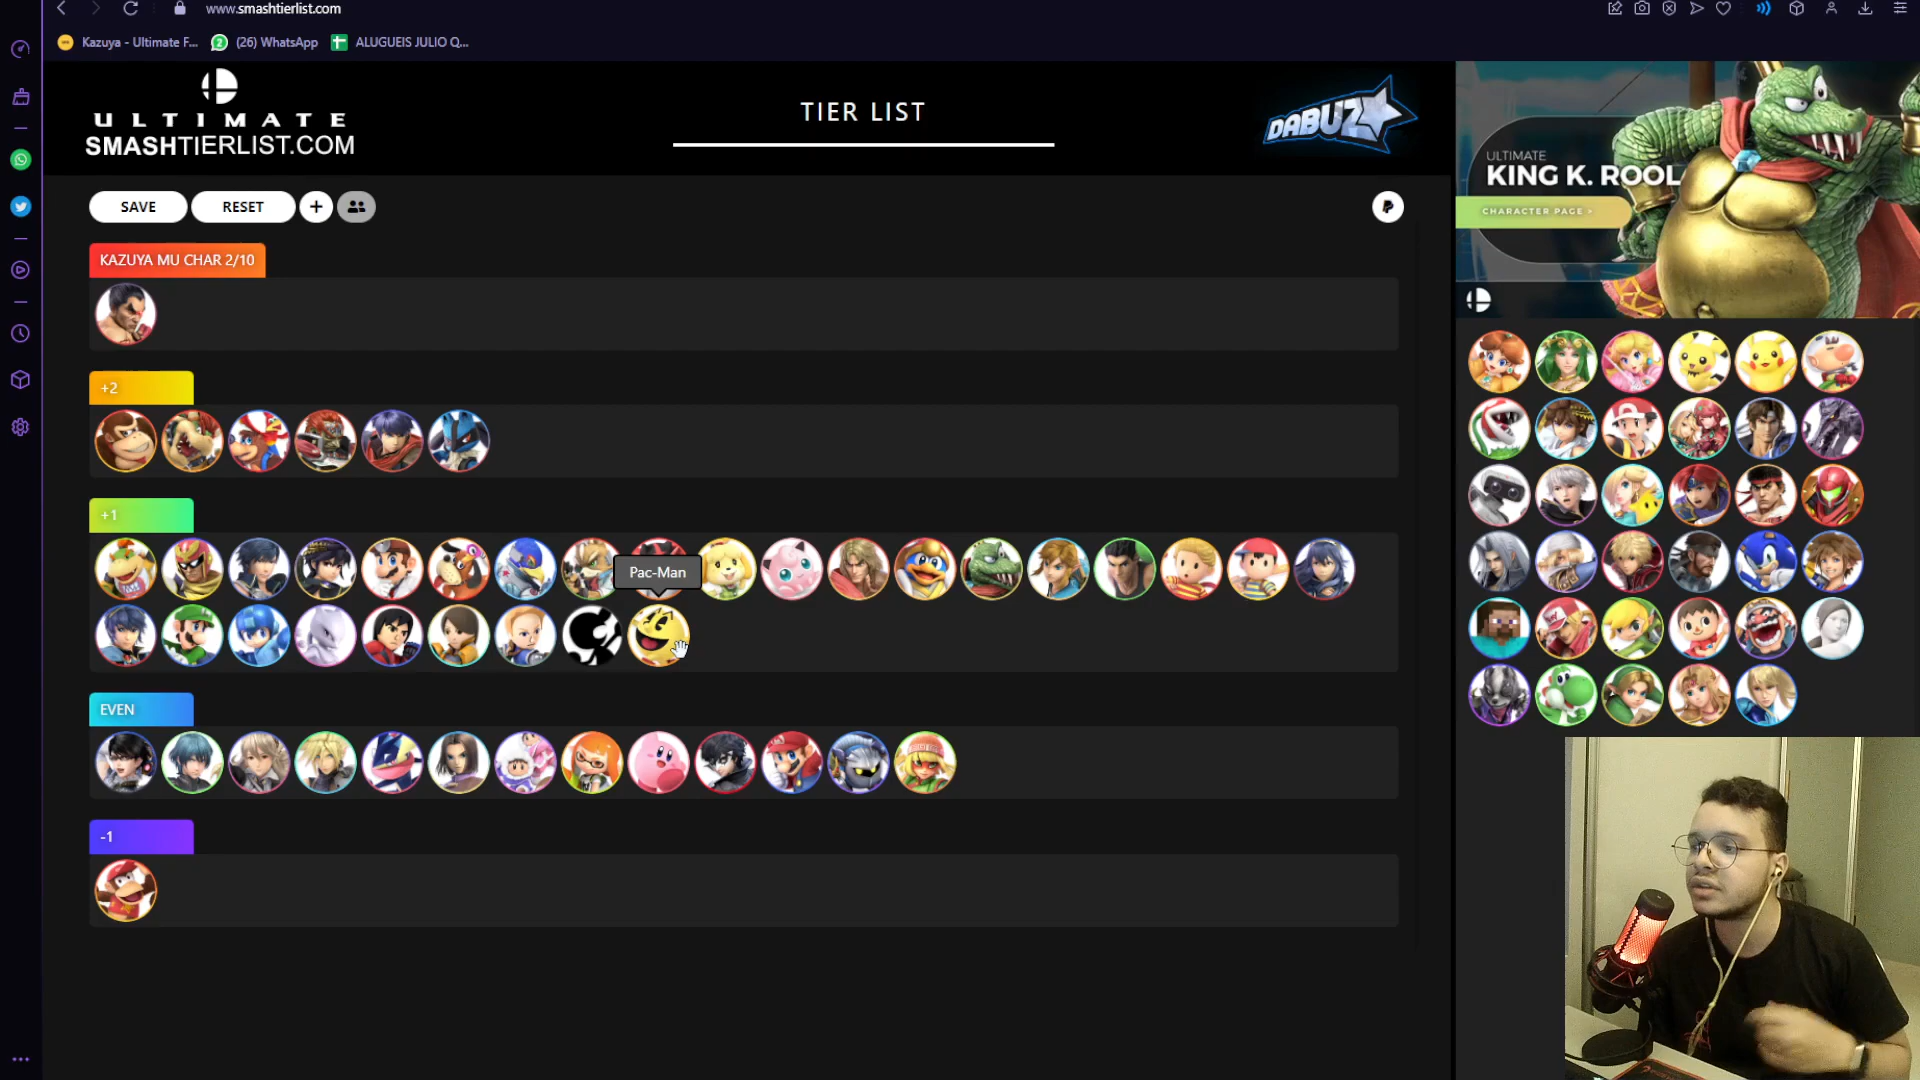 www.smashtierlist.com
Kazuya - Ultimate F...
(26) WhatsApp
ALUGUEIS JULIO Q...
ULTIMATE
SMASHTIERLIST.COM
TIER LIST
DABUZ
ULTIMATE
KING K. ROOL
CHARACTER PAGE >
SAVE
RESET
+
KAZUYA MU CHAR 2/10
+2
+1
Pac-Man
EVEN
-1